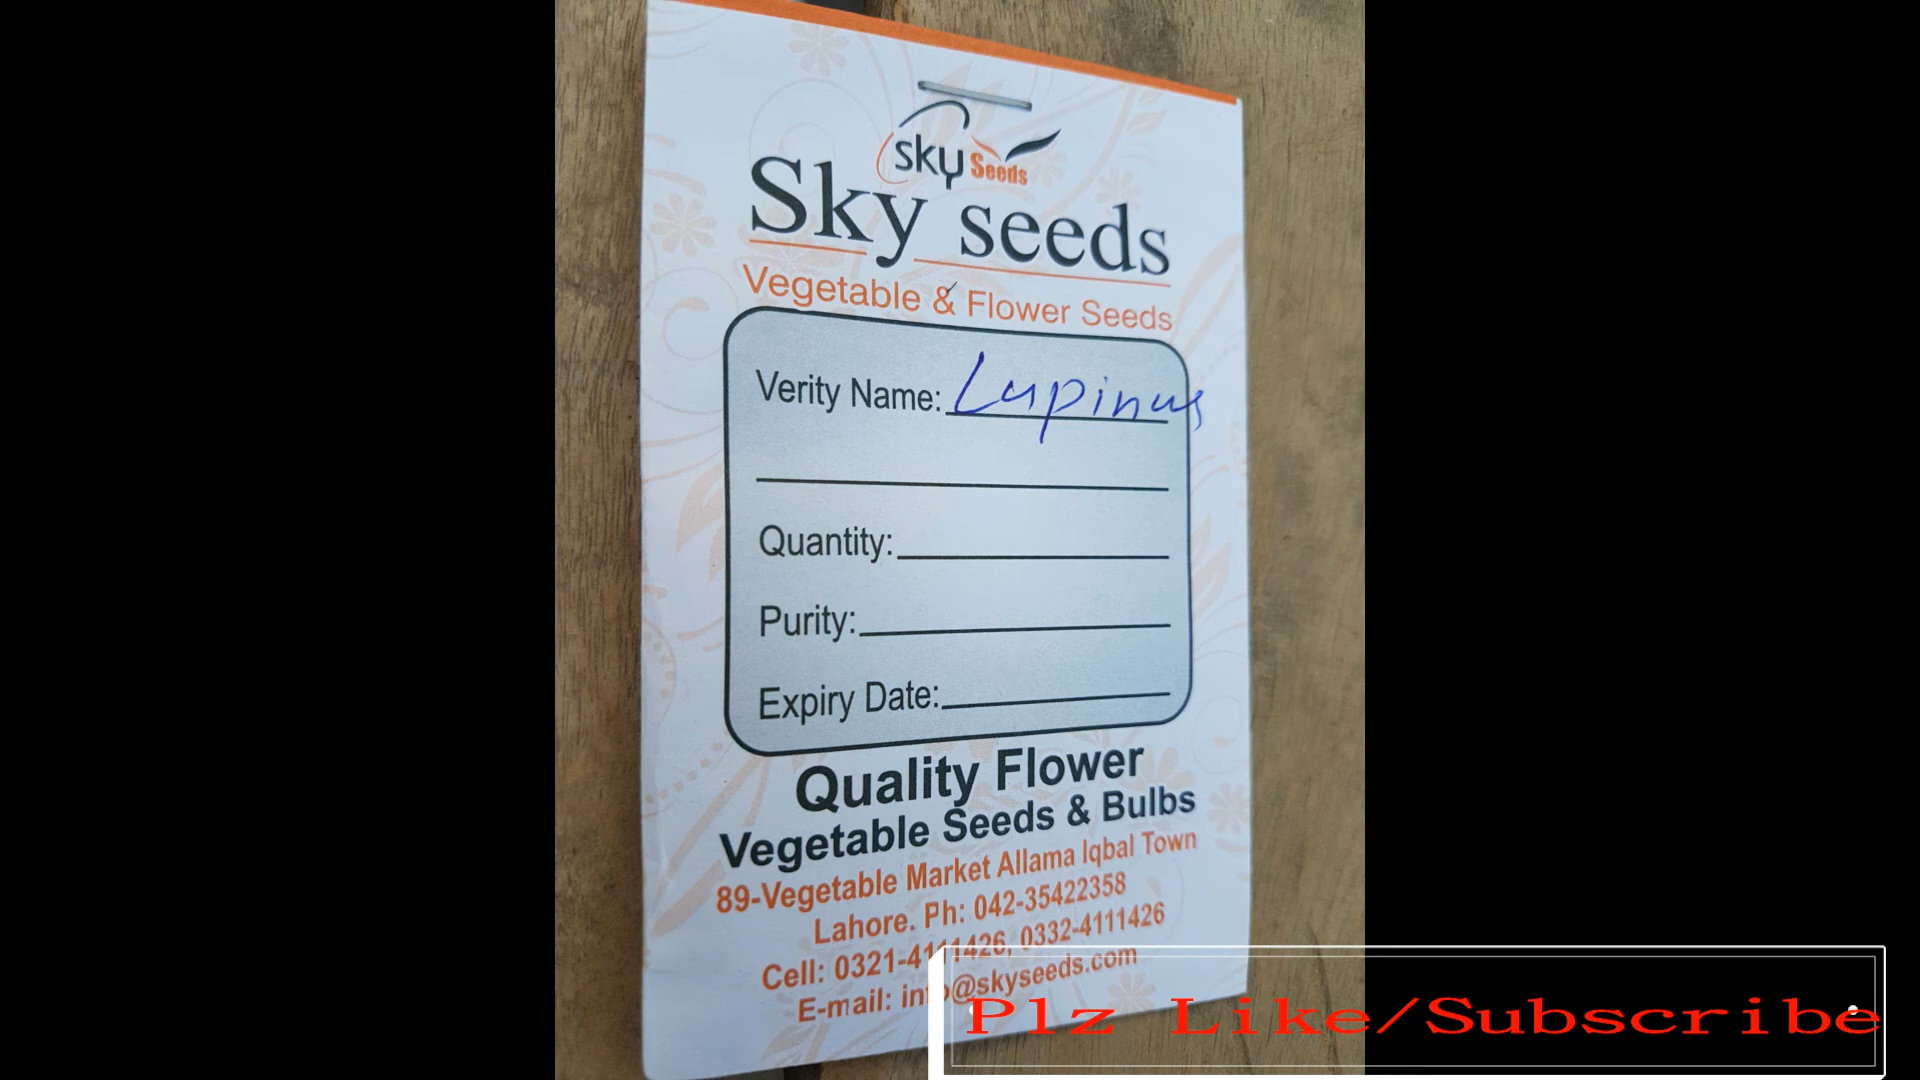 sky Seeds
Sky seeds
Vegetable & Flower Seeds
Verity Name: Lupinus
Quantity:
Purity:
Expiry Date:
Quality Flower
Vegetable Seeds & Bulbs
89-Vegetable Market Allama Iqbal Town
Lahore. Ph: 042-35422358
Cell: 0321-4111426, 0332-4111426
E-mail: info@skyseeds.com
Plz Like/Subscribe